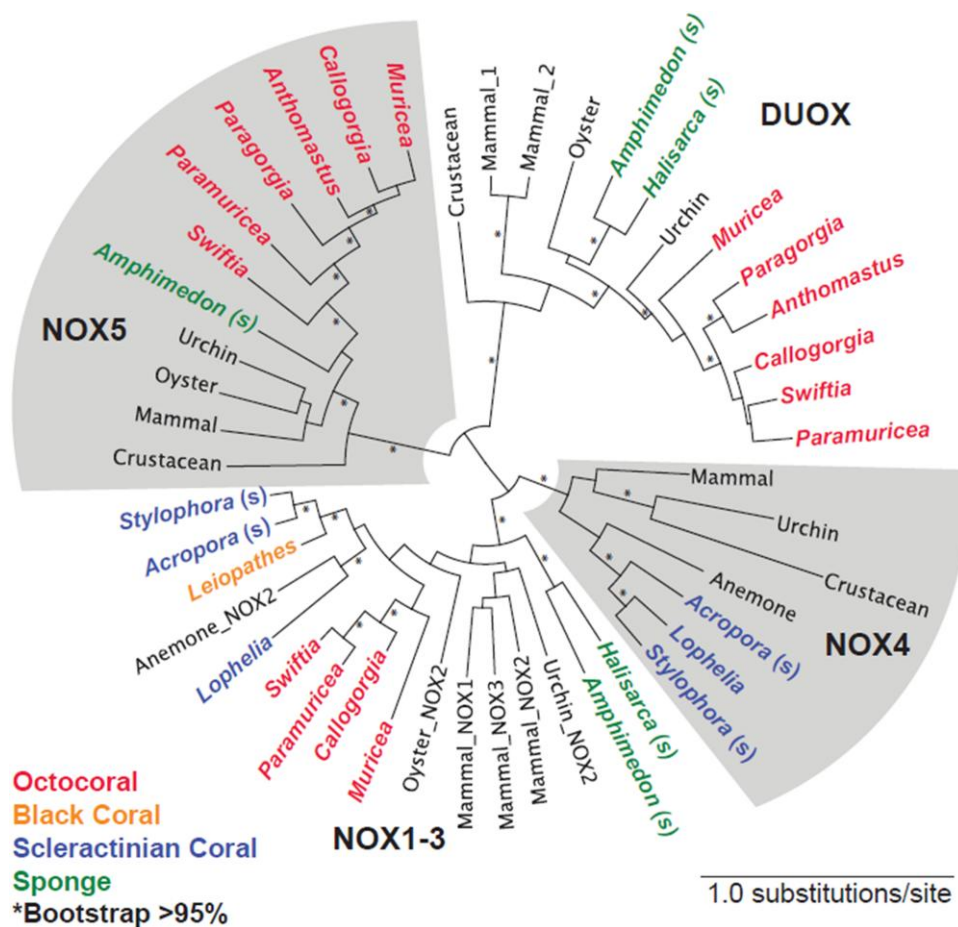 Muricea
Callogorgia
Anthomastus
Paragorgia
Paramuricea
Swiftia
Amphimedon (s)
NOX5
Urchin
Oyster
Mammal
Crustacean
Crustacean
Mammal_1
Mammal_2
Oyster
Amphimedon (s)
Halisarca (s)
DUOX
Urchin
Muricea
Paragorgia
Anthomastus
Callogorgia
Swiftia
Paramuricea
Mammal
Urchin
Crustacean
Anemone
NOX4
Acropora (s)
Lophelia
Stylophora (s)
Halisarca (s)
Amphimedon (s)
Urchin_NOX2
Mammal_NOX2
Mammal_NOX3
Mammal_NOX1
Oyster_NOX2
NOX1-3
Muricea
Callogorgia
Paramuricea
Swiftia
Lophelia
Anemone_NOX2
Leiopathes
Acropora (s)
Stylophora (s)
Octocoral
Black Coral
Scleractinian Coral
Sponge
*Bootstrap >95%
1.0 substitutions/site